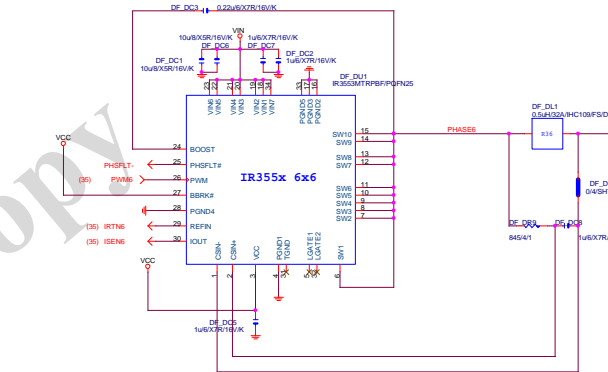 DF_DC3
0.22u/6/X7R/16V/K
VIN
10u/8/X5R/16V/K
1u/6/X7R/16V/K
DF_DC6
DF_DC7
DF_DC1
10u/8/X5R/16V/K
DF_DC2
1u/6/X7R/16V/K
DF_DU1
IR3553MTRPBF/PQFN25
23
22
21
20
19
18
34
33
17
16
VIN6
VIN5
VIN4
VIN3
VIN2
VIN1
VIN7
PGND5
PGND3
PGND2
DF_DL1
0.5uH/32A/IHC109/FS/D
R36
PHASE6
VCC
24
BOOST
25
PHSFLT#
PHSFLT-
26
PWM
(35)
PWM6
27
BBRK#
28
PGND4
29
REFIN
(35)
IRTN6
30
IOUT
(35)
ISEN6
IR355x 6x6
SW10
15
SW9
14
SW8
13
SW7
12
SW6
11
SW5
10
SW4
9
SW3
8
SW2
7
CSIN-
CSIN+
VCC
PGND1
TGND
LGATE1
LGATE2
SW1
1
2
3
4
31
5
32
6
VCC
DF_DC5
1u/6/X7R/16V/K
DF_DR9
845/4/1
DF_DC8
1u/6/X7R/
DF_D
0/4/SH
opy